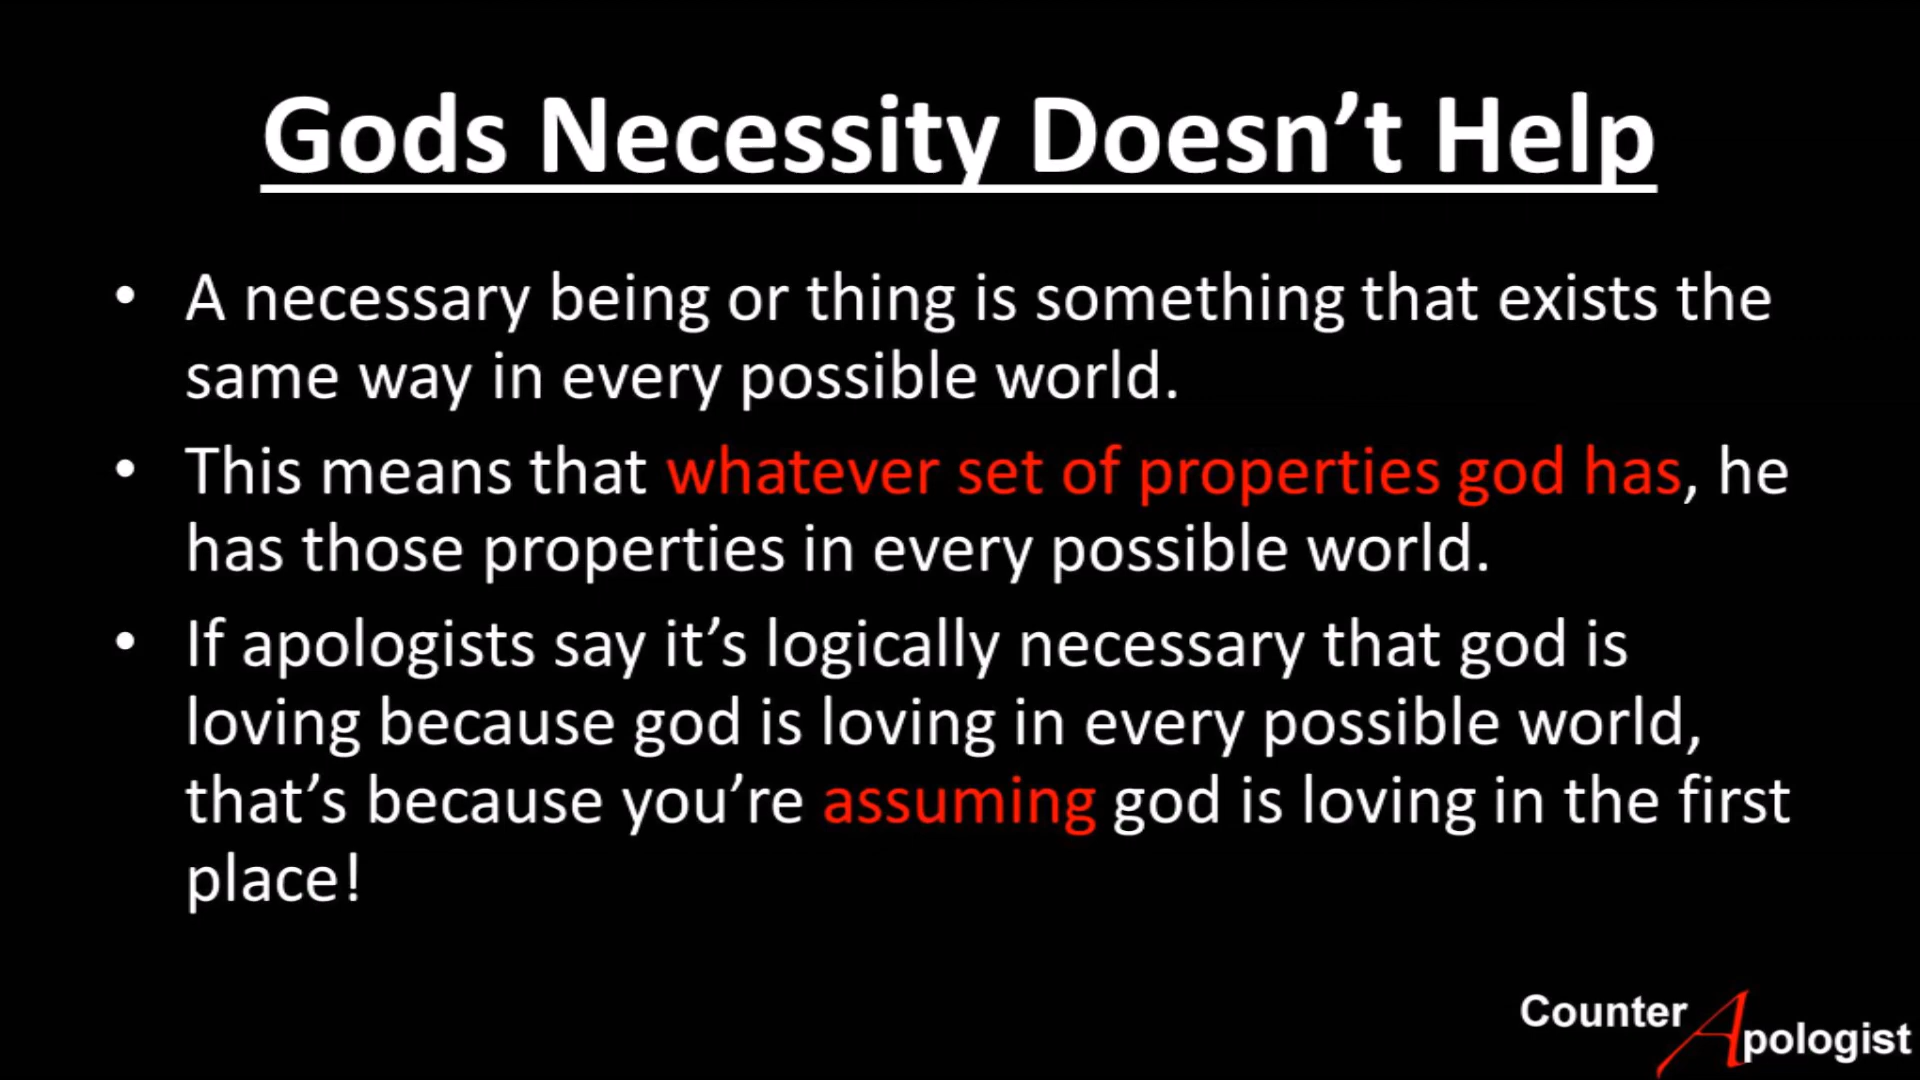 Gods Necessity Doesn’t Help
• A necessary being or thing is something that exists the
same way in every possible world.
• This means that whatever set of properties god has, he
has those properties in every possible world.
• If apologists say it’s logically necessary that god is
loving because god is loving in every possible world,
that’s because you’re assuming god is loving in the first
place!
Counter
Apologist